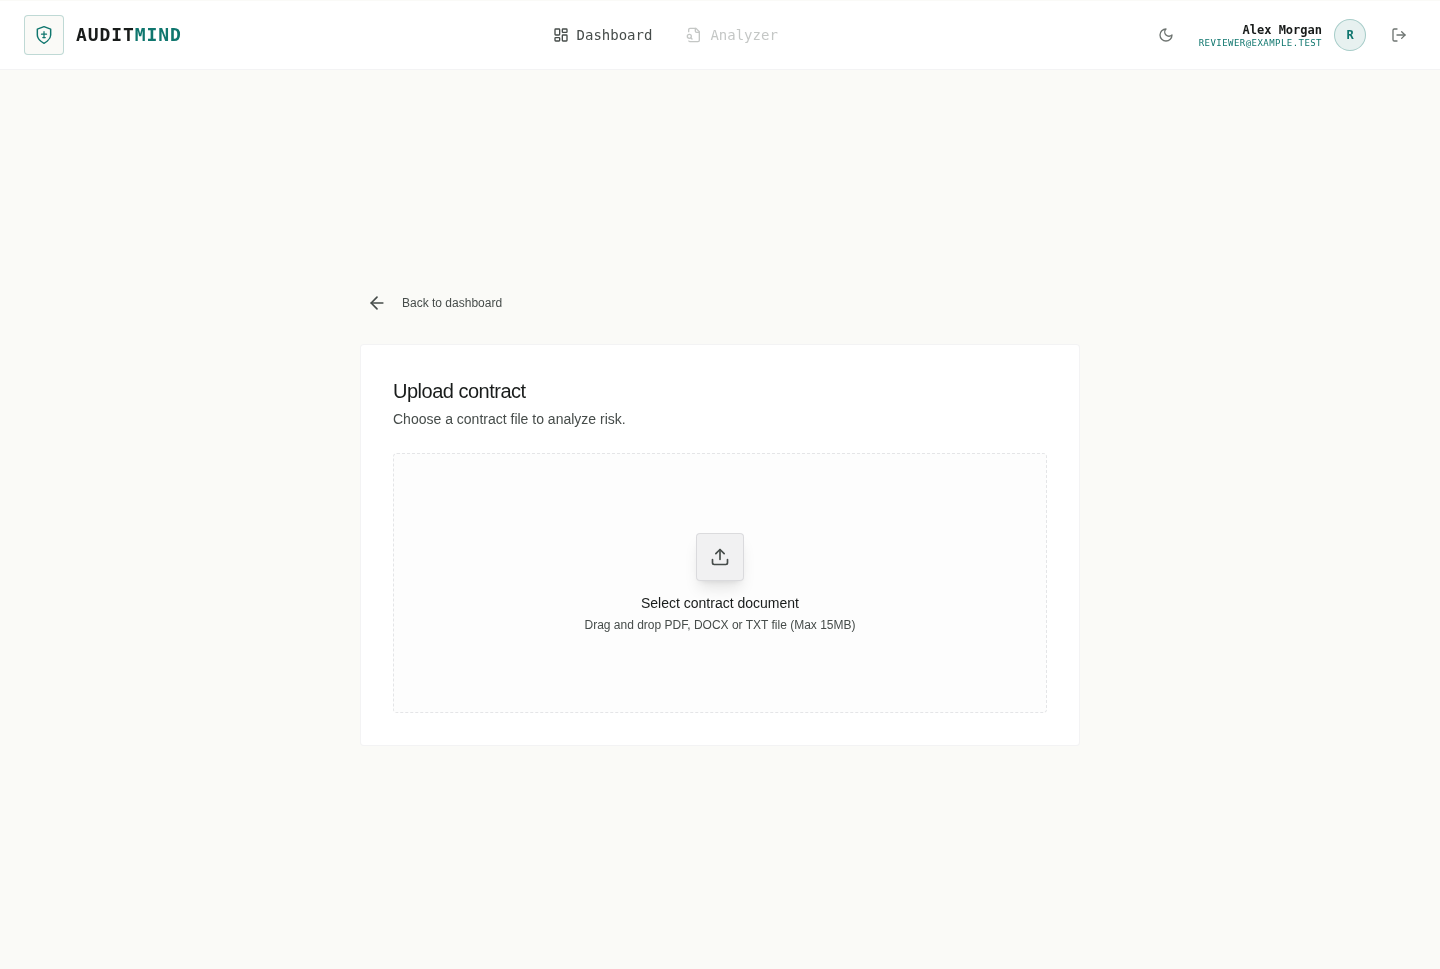 AUDITMIND
Dashboard
Analyzer
Alex Morgan
REVIEWER@EXAMPLE.TEST
R
Back to dashboard
Upload contract
Choose a contract file to analyze risk.
Select contract document
Drag and drop PDF, DOCX or TXT file (Max 15MB)